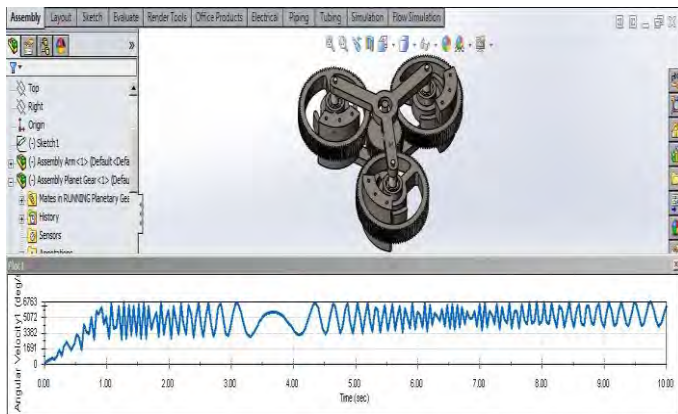 Assembly Layout Sketch Evaluate Render Tools Office Products Electrical Piping Tubing Simulation Flow Simulation
»
Top
Right
Origin
(-) Sketch1
(-) Assembly Arm <1> (Default<Defa
(-) Assembly Planet Gear <1> (Defau
Mates in RUNNING Planetary Gea
History
Sensors
Annotations
Plot1
Angular Velocity1 (deg/
6763
5072
3382
1691
0
0.00 1.00 2.00 3.00 4.00 5.00 6.00 7.00 8.00 9.00 10.00
Time (sec)